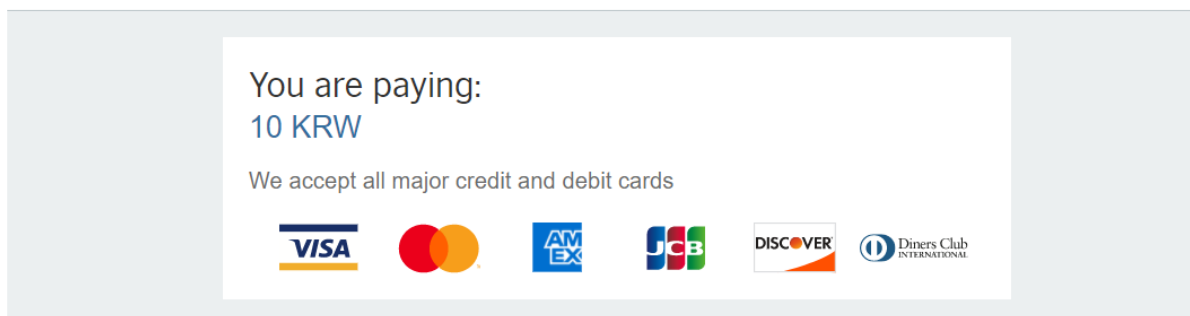 You are paying:
10 KRW
We accept all major credit and debit cards
VISA
AM
EX
JCB
DISCOVER
Diners Club
INTERNATIONAL